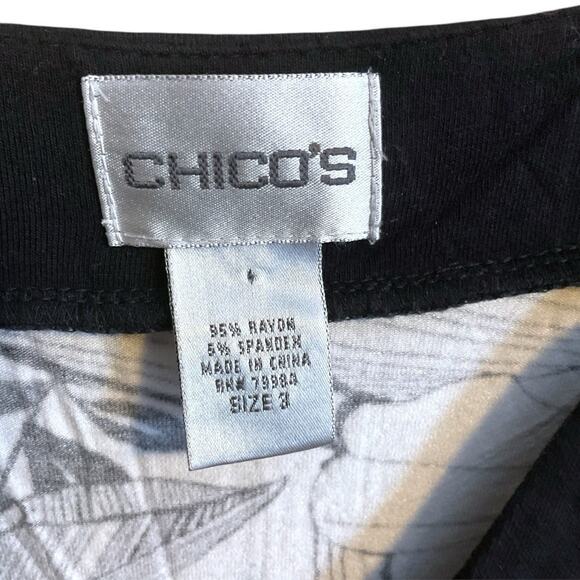 CHICO'S
95% RAYON
5% SPANDEX
MADE IN CHINA
RN# 79984
SIZE 3